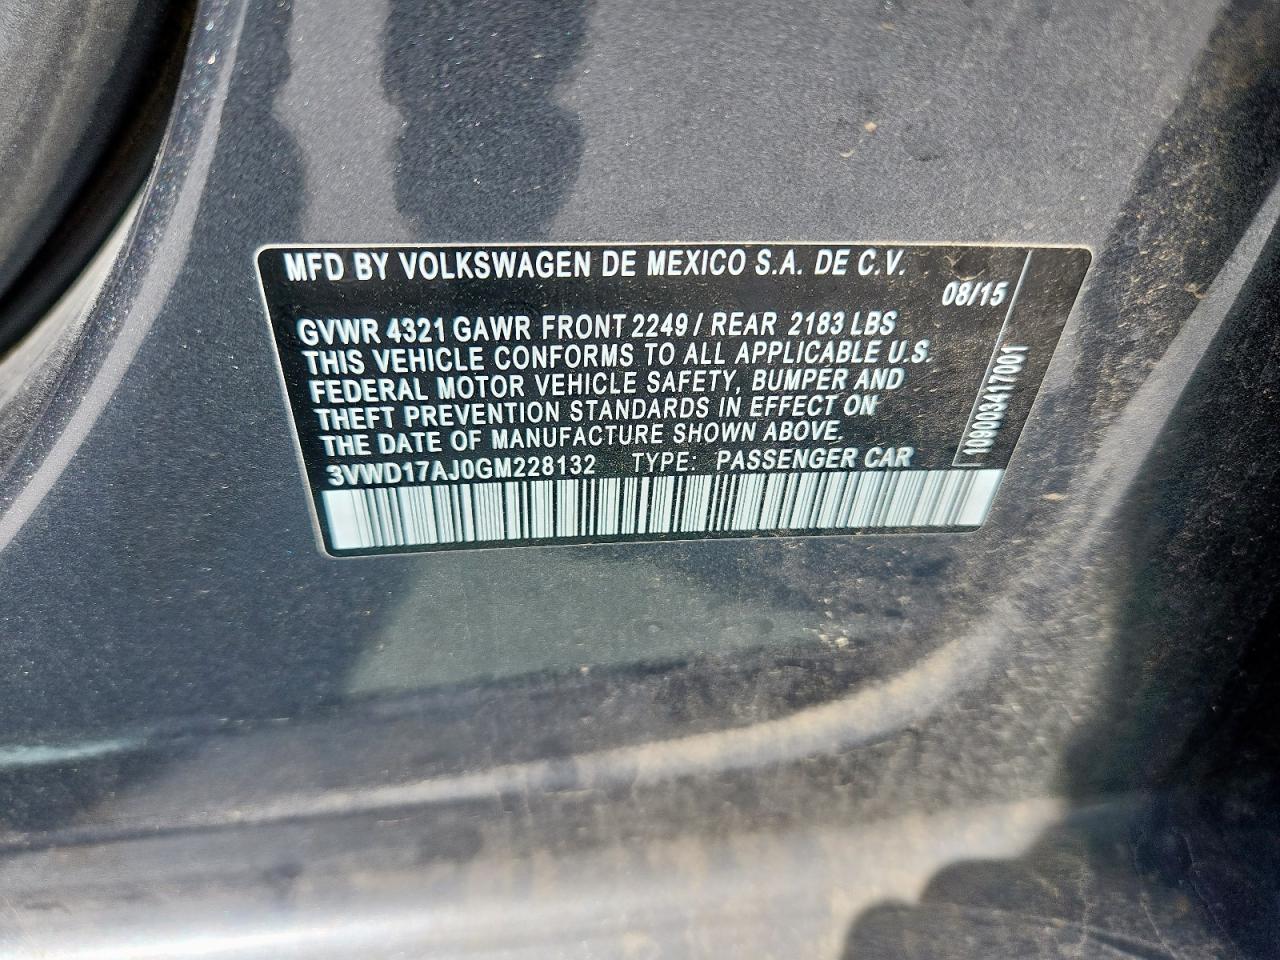 MFD BY VOLKSWAGEN DE MEXICO S.A. DE C.V.
08/15
GVWR 4321 GAWR FRONT 2249 / REAR 2183 LBS
THIS VEHICLE CONFORMS TO ALL APPLICABLE U.S.
FEDERAL MOTOR VEHICLE SAFETY, BUMPER AND
THEFT PREVENTION STANDARDS IN EFFECT ON
THE DATE OF MANUFACTURE SHOWN ABOVE.
3VWD17AJ0GM228132 TYPE: PASSENGER CAR
109003417001